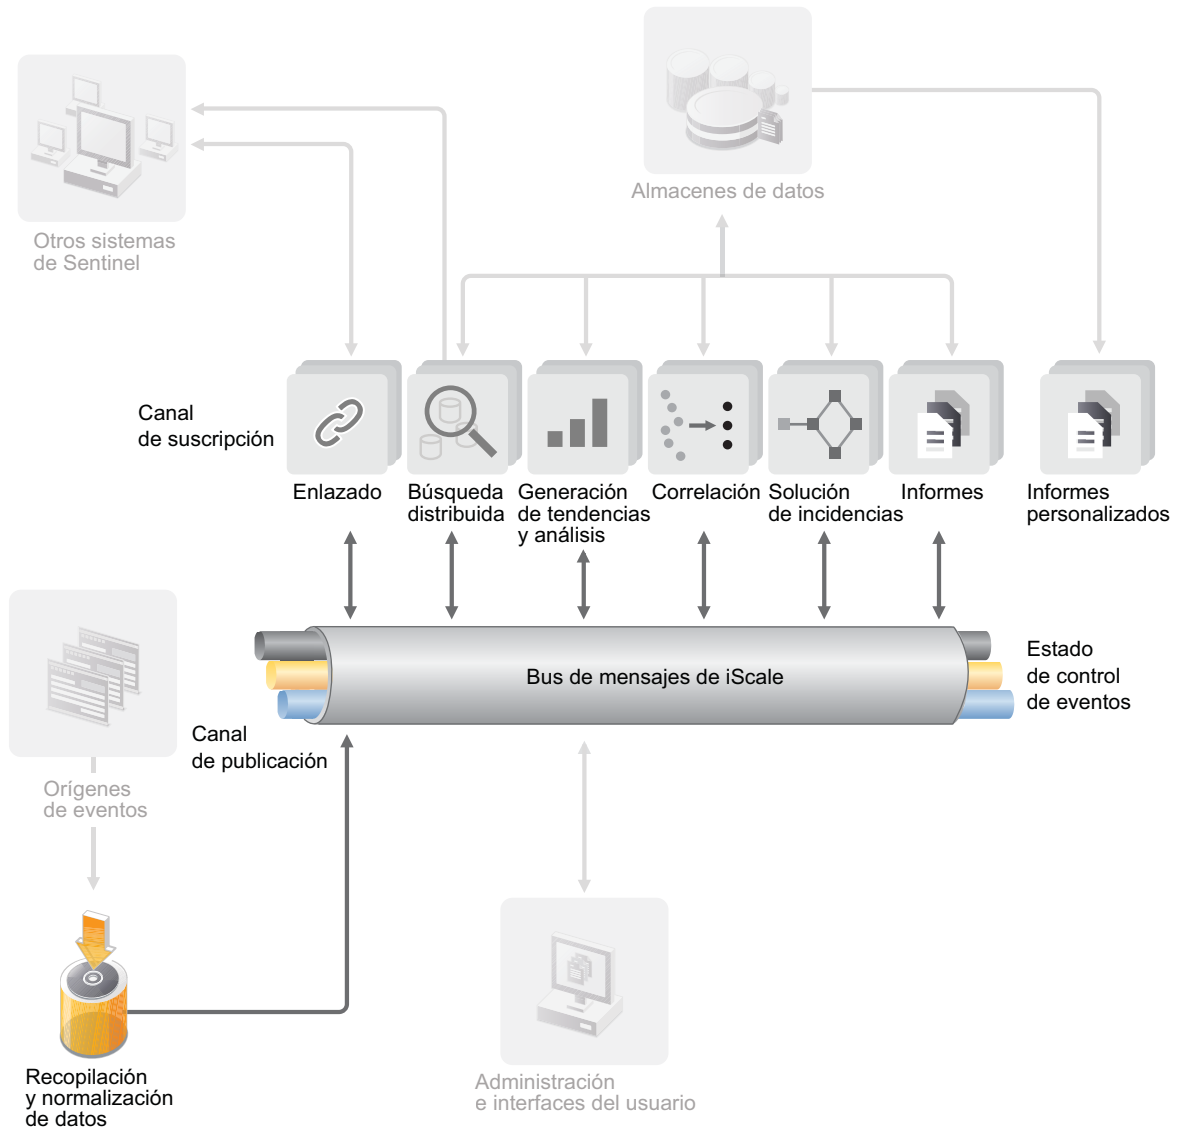 Almacenes de datos
Otros sistemas
de Sentinel
Canal
de suscripción
Enlazado
Búsqueda
distribuida
Generación
de tendencias
y análisis
Correlación
Solución
de incidencias
Informes
Informes
personalizados
Bus de mensajes de iScale
Estado
de control
de eventos
Canal
de publicación
Orígenes
de eventos
Recopilación
y normalización
de datos
Administración
e interfaces del usuario